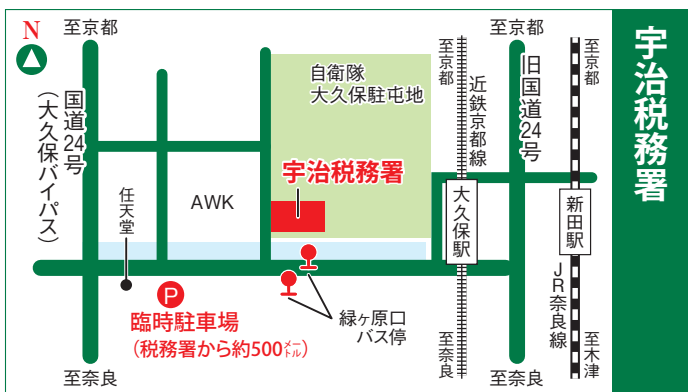 宇治税務署
N
至京都
国道24号
(大久保バイパス)
任天堂
AWK
自衛隊
大久保駐屯地
宇治税務署
至京都
近鉄京都線
大久保駅
至奈良
至京都
旧国道24号
至奈良
至京都
新田駅
JR奈良線
至木津
P
臨時駐車場
(税務署から約500メートル)
緑ヶ原口
バス停
至奈良